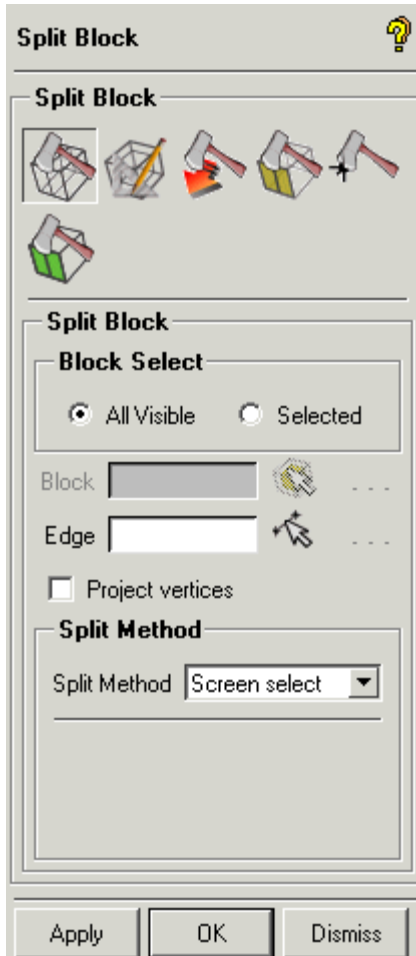 Split Block
Split Block
Split Block
Block Select
All Visible Selected
Block ...
Edge ...
Project vertices
Split Method
Split Method Screen select
Apply OK Dismiss